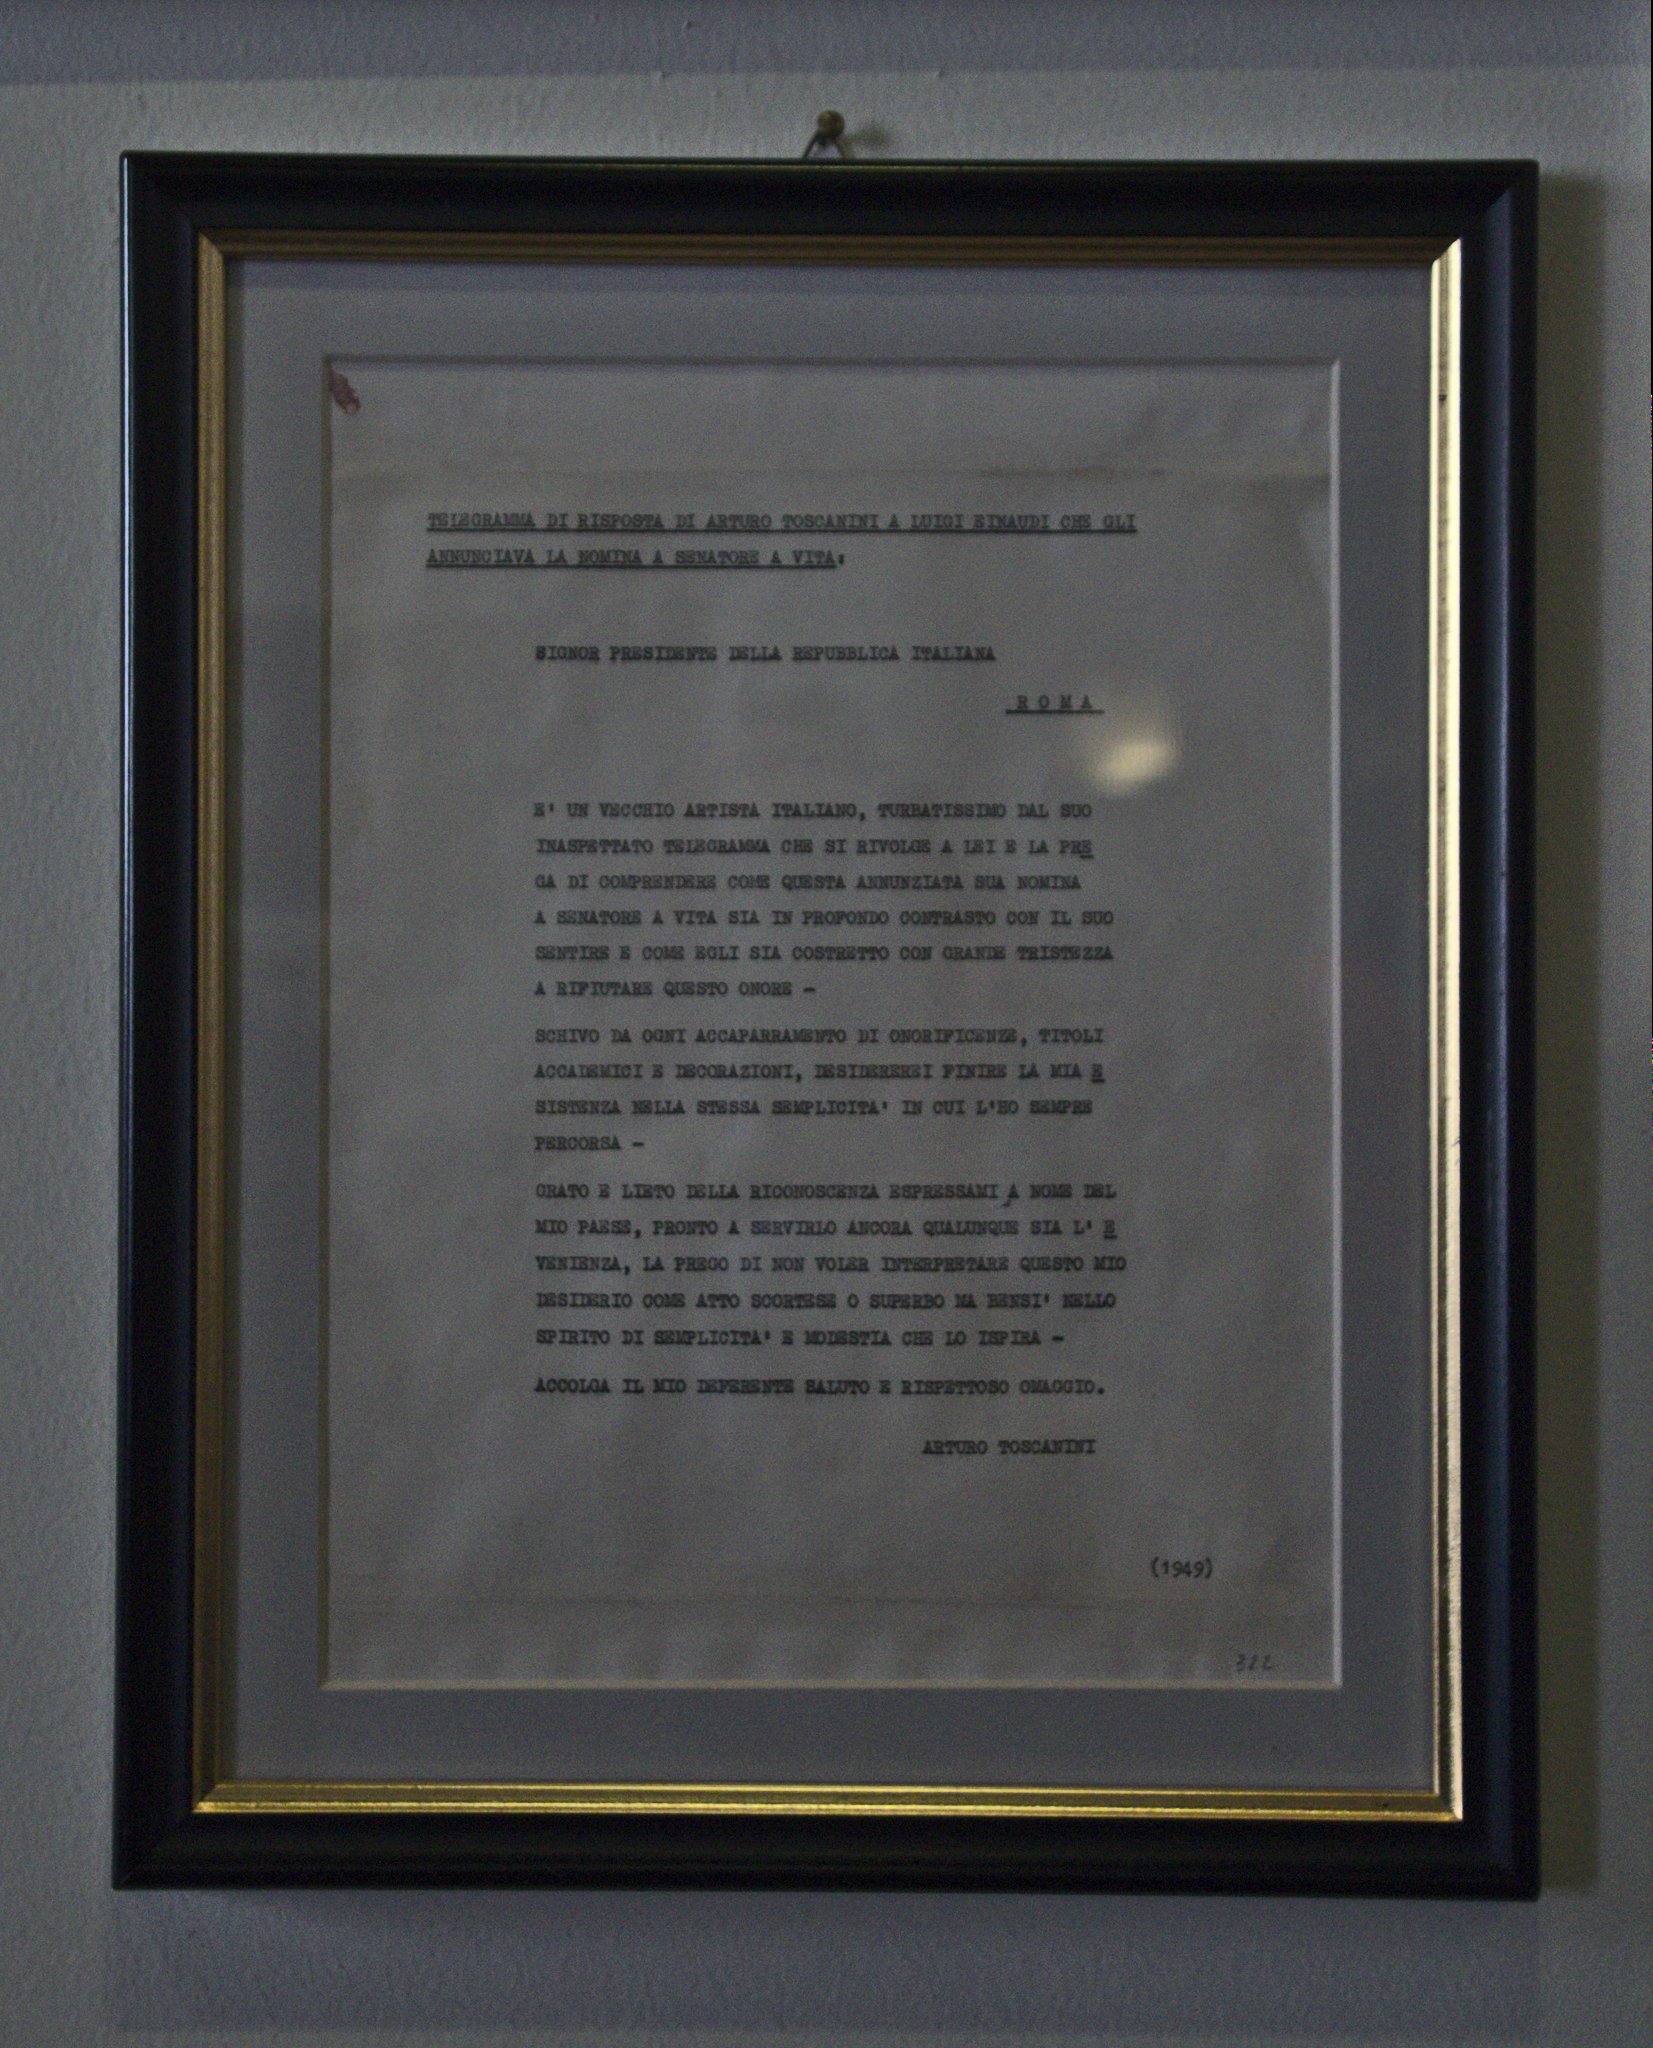 TELEGRAMMA DI RISPOSTA DI ARTURO TOSCANINI A LUIGI EINAUDI CHE GLI
ANNUNCIAVA LA NOMINA A SENATORE A VITA:
SIGNOR PRESIDENTE DELLA REPUBBLICA ITALIANA
R O M A
E' UN VECCHIO ARTISTA ITALIANO, TURBATISSIMO DAL SUO
INASPETTATO TELEGRAMMA CHE SI RIVOLGE A LEI E LA PRE
GA DI COMPRENDERE COME QUESTA ANNUNZIATA SUA NOMINA
A SENATORE A VITA SIA IN PROFONDO CONTRASTO CON IL SUO
SENTIRE E COME EGLI SIA COSTRETTO CON GRANDE TRISTEZZA
A RIFIUTARE QUESTO ONORE -
SCHIVO DA OGNI ACCAPARRAMENTO DI ONORIFICENZE, TITOLI
ACCADEMICI E DECORAZIONI, DESIDEREREI FINIRE LA MIA E
SISTENZA NELLA STESSA SEMPLICITA' IN CUI L'HO SEMPRE
PERCORSA -
GRATO E LIETO DELLA RICONOSCENZA ESPRESSAMI A NOME DEL
MIO PAESE, PRONTO A SERVIRLO ANCORA QUALUNQUE SIA L' E
VENIENZA, LA PREGO DI NON VOLER INTERPRETARE QUESTO MIO
DESIDERIO COME ATTO SCORTESE O SUPERBO MA BENSI' NELLO
SPIRITO DI SEMPLICITA' E MODESTIA CHE LO ISPIRA -
ACCOLGA IL MIO DEFERENTE SALUTO E RISPETTOSO OMAGGIO.
ARTURO TOSCANINI
(1949)
322